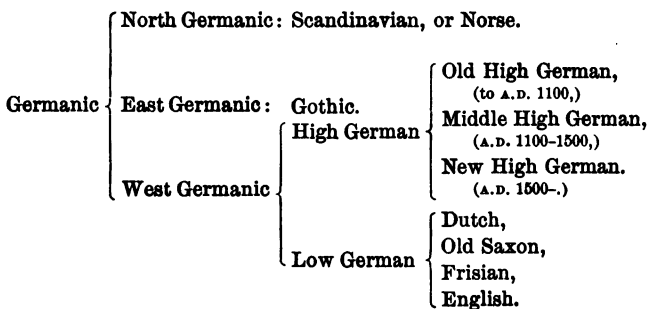 North Germanic: Scandinavian, or Norse.
Germanic
East Germanic: Gothic.
West Germanic
High German
Old High German,
(to A.D. 1100,)
Middle High German,
(A.D. 1100-1500,)
New High German.
(A.D. 1500-.)
Low German
Dutch,
Old Saxon,
Frisian,
English.